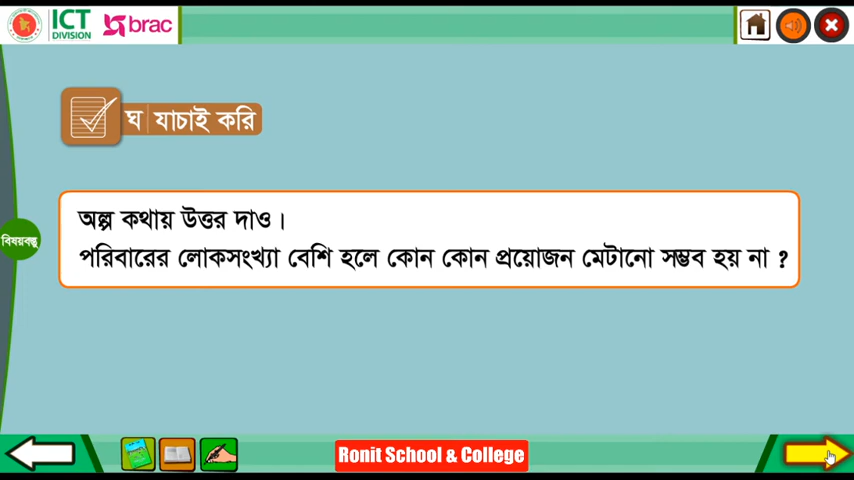 ICT
DIVISION
brac
ঘ যাচাই করি
অল্প কথায় উত্তর দাও।
পরিবারের লোকসংখ্যা বেশি হলে কোন কোন প্রয়োজন মেটানো সম্ভব হয় না ?
বিষয়বস্তু
Ronit School & College